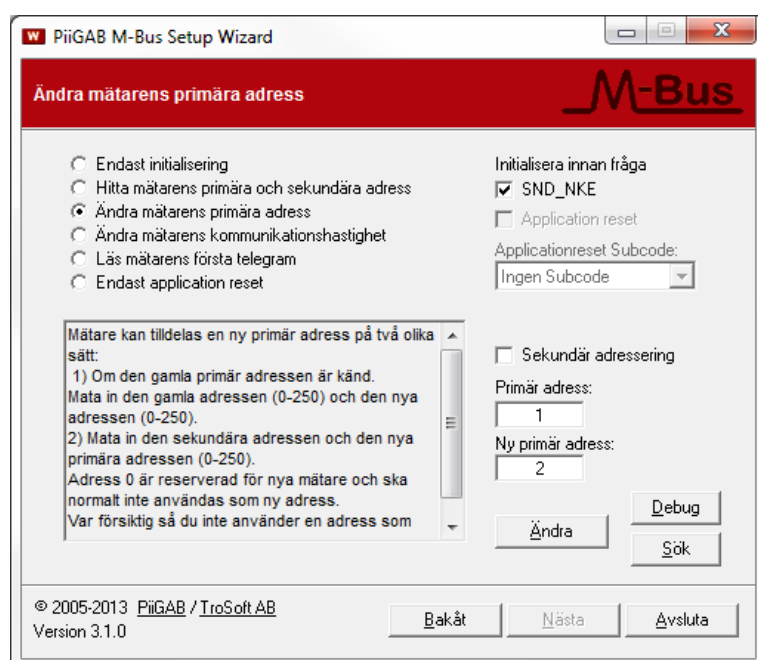 PiiGAB M-Bus Setup Wizard
Ändra mätarens primära adress
M-Bus
Endast initialisering
Hitta mätarens primära och sekundära adress
Ändra mätarens primära adress
Ändra mätarens kommunikationshastighet
Läs mätarens första telegram
Endast application reset
Initialisera innan fråga
SND_NKE
Application reset
Applicationreset Subcode:
Ingen Subcode
Mätare kan tilldelas en ny primär adress på två olika
sätt:
1) Om den gamla primär adressen är känd.
Mata in den gamla adressen (0-250) och den nya
adressen (0-250).
2) Mata in den sekundära adressen och den nya
primära adressen (0-250).
Adress 0 är reserverad för nya mätare och ska
normalt inte användas som ny adress.
Var försiktig så du inte använder en adress som
Sekundär adressering
Primär adress:
1
Ny primär adress:
2
Ändra
Debug
Sök
© 2005-2013 PiiGAB / TroSoft AB
Version 3.1.0
Bakåt
Nästa
Avsluta